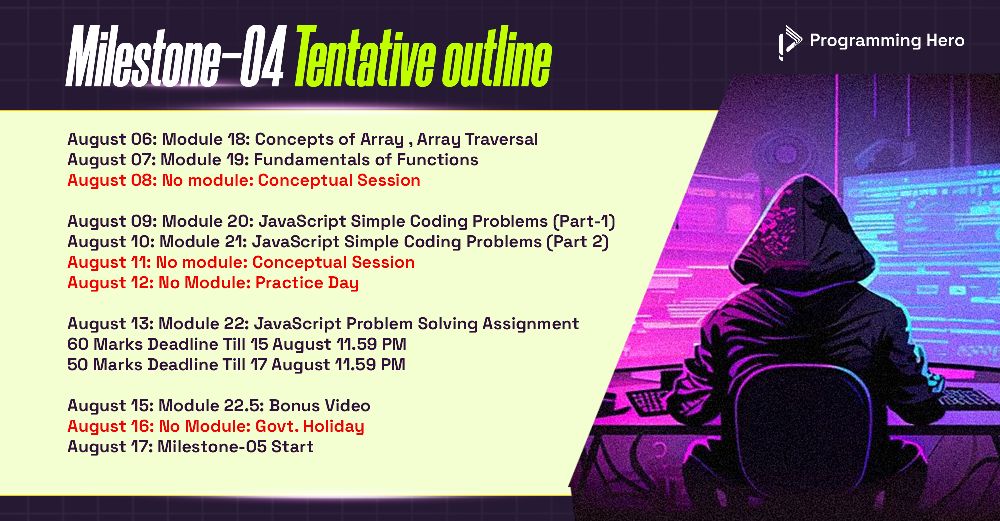 Milestone-04 Tentative outline
Programming Hero
August 06: Module 18: Concepts of Array , Array Traversal
August 07: Module 19: Fundamentals of Functions
August 08: No module: Conceptual Session
August 09: Module 20: JavaScript Simple Coding Problems (Part-1)
August 10: Module 21: JavaScript Simple Coding Problems (Part 2)
August 11: No module: Conceptual Session
August 12: No Module: Practice Day
August 13: Module 22: JavaScript Problem Solving Assignment
60 Marks Deadline Till 15 August 11.59 PM
50 Marks Deadline Till 17 August 11.59 PM
August 15: Module 22.5: Bonus Video
August 16: No Module: Govt. Holiday
August 17: Milestone-05 Start